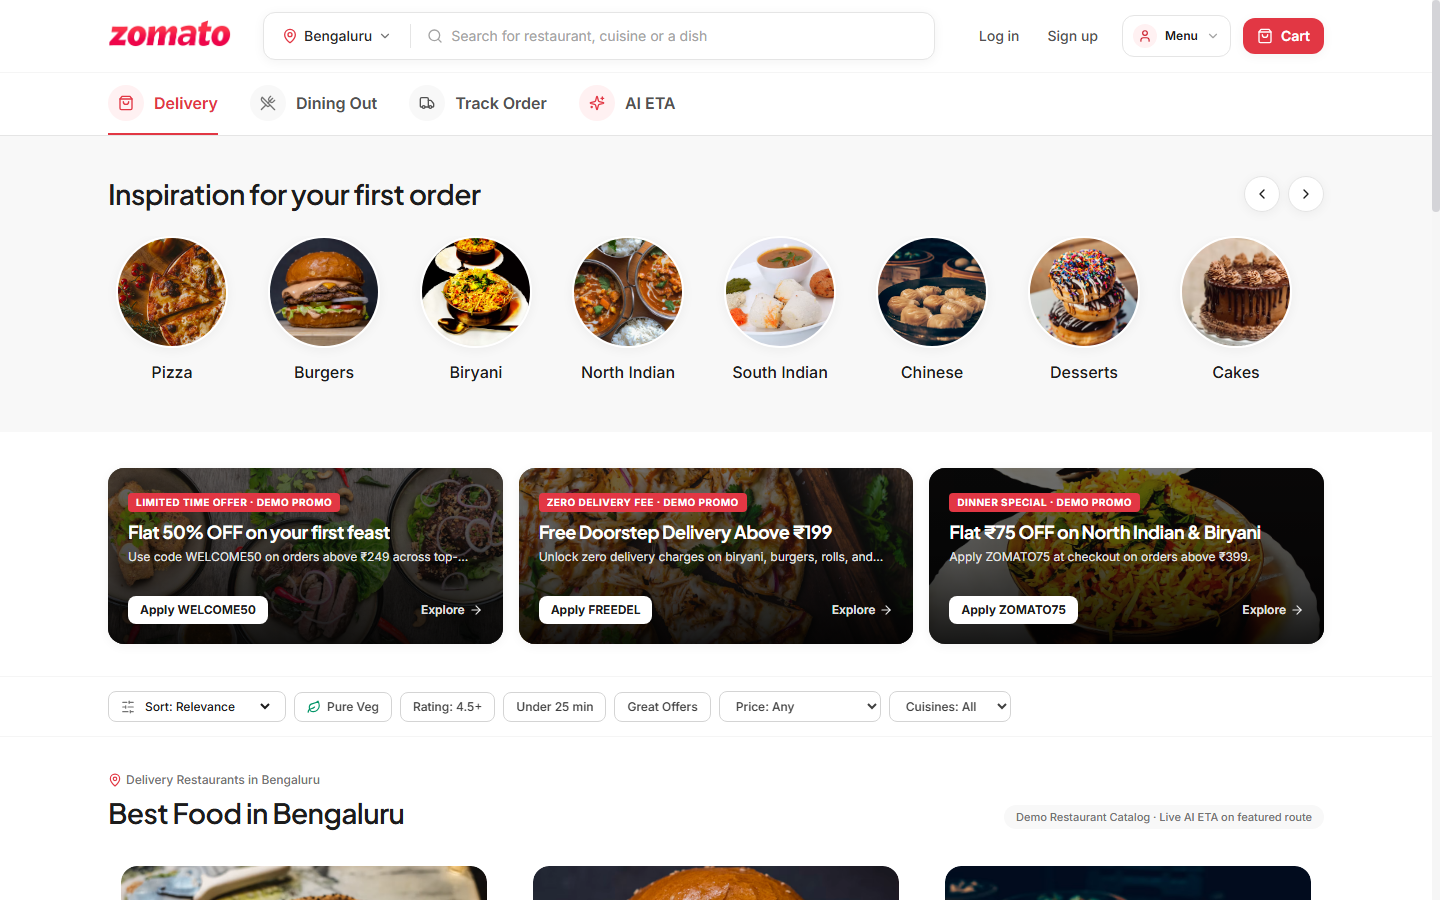 zomato
Bengaluru
Search for restaurant, cuisine or a dish
Log in
Sign up
Menu
Cart
Delivery
Dining Out
Track Order
AI ETA
Inspiration for your first order
Pizza
Burgers
Biryani
North Indian
South Indian
Chinese
Desserts
Cakes
LIMITED TIME OFFER · DEMO PROMO
Flat 50% OFF on your first feast
Use code WELCOME50 on orders above ₹249 across top-...
Apply WELCOME50
Explore →
ZERO DELIVERY FEE · DEMO PROMO
Free Doorstep Delivery Above ₹199
Unlock zero delivery charges on biryani, burgers, rolls, and...
Apply FREEDEL
Explore →
DINNER SPECIAL · DEMO PROMO
Flat ₹75 OFF on North Indian & Biryani
Apply ZOMATO75 at checkout on orders above ₹399.
Apply ZOMATO75
Explore →
Sort: Relevance
Pure Veg
Rating: 4.5+
Under 25 min
Great Offers
Price: Any
Cuisines: All
Delivery Restaurants in Bengaluru
Best Food in Bengaluru
Demo Restaurant Catalog · Live AI ETA on featured route